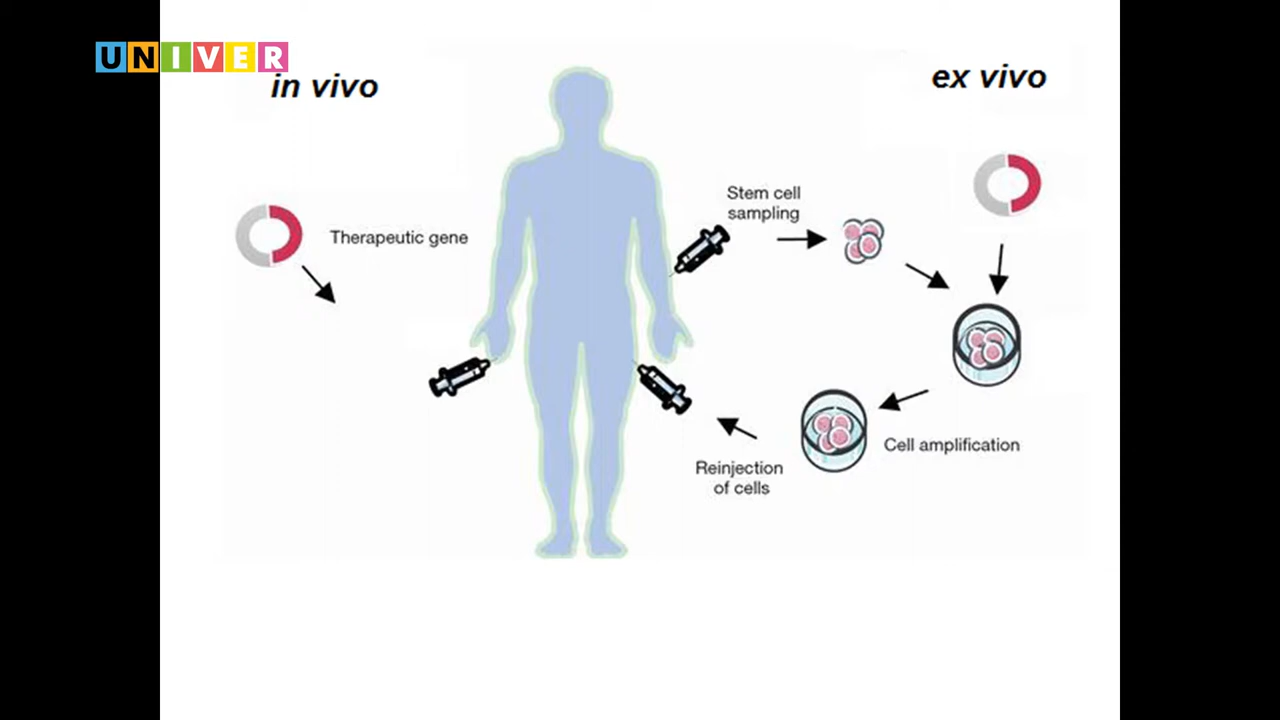 UNIVER
in vivo
ex vivo
Therapeutic gene
Stem cell
sampling
Cell amplification
Reinjection
of cells